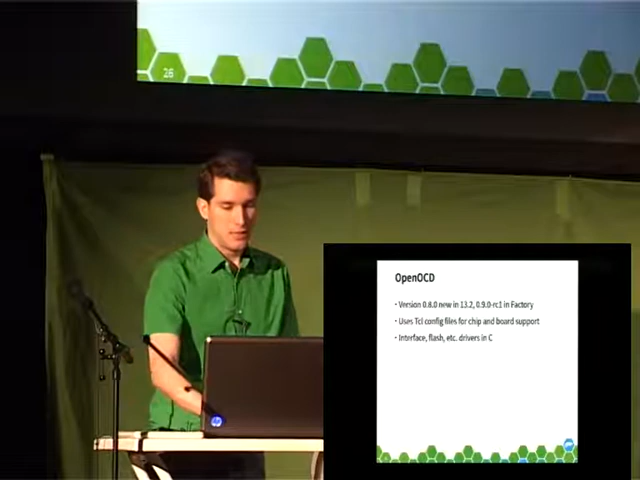 26
OpenOCD
· Version 0.8.0 new in 13.2, 0.9.0-rc1 in Factory
· Uses Tcl config files for chip and board support
· Interface, flash, etc. drivers in C
hp